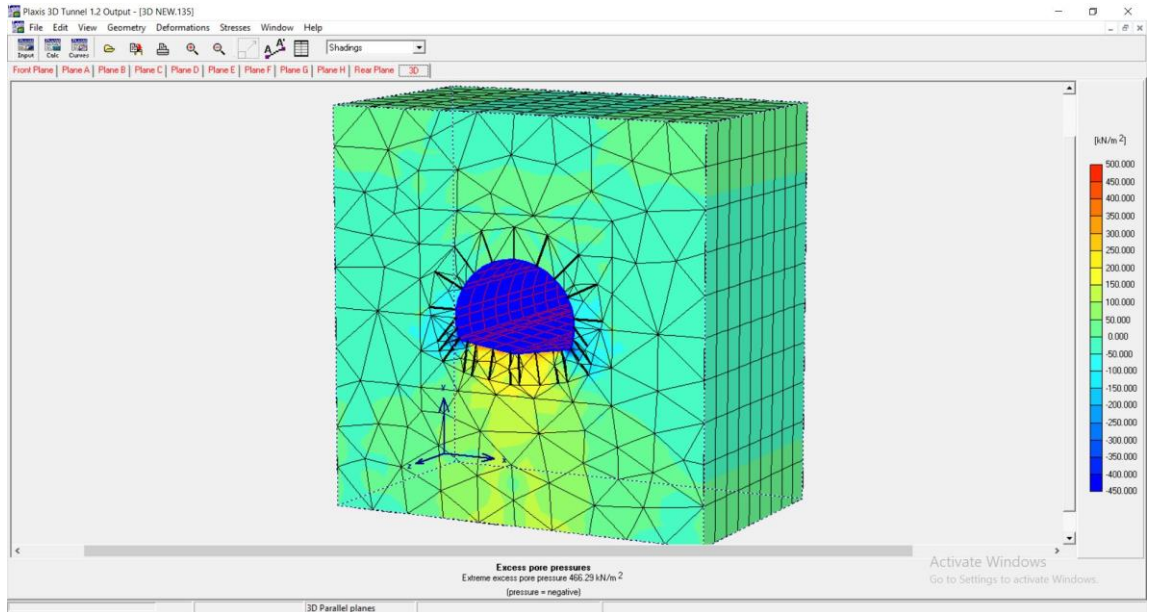 Plaxis 3D Tunnel 1.2 Output - [3D NEW.135]
File Edit View Geometry Deformations Stresses Window Help
Input Calc Curves A A' Shadings
Front Plane Plane A Plane B Plane C Plane D Plane E Plane F Plane G Plane H Rear Plane 3D
[kN/m 2]
500.000
450.000
400.000
350.000
300.000
250.000
200.000
150.000
100.000
50.000
0.000
-50.000
-100.000
-150.000
-200.000
-250.000
-300.000
-350.000
-400.000
-450.000
y
z
x
Excess pore pressures
Extreme excess pore pressure 466.29 kN/m 2
(pressure = negative)
Activate Windows
Go to Settings to activate Windows.
3D Parallel planes